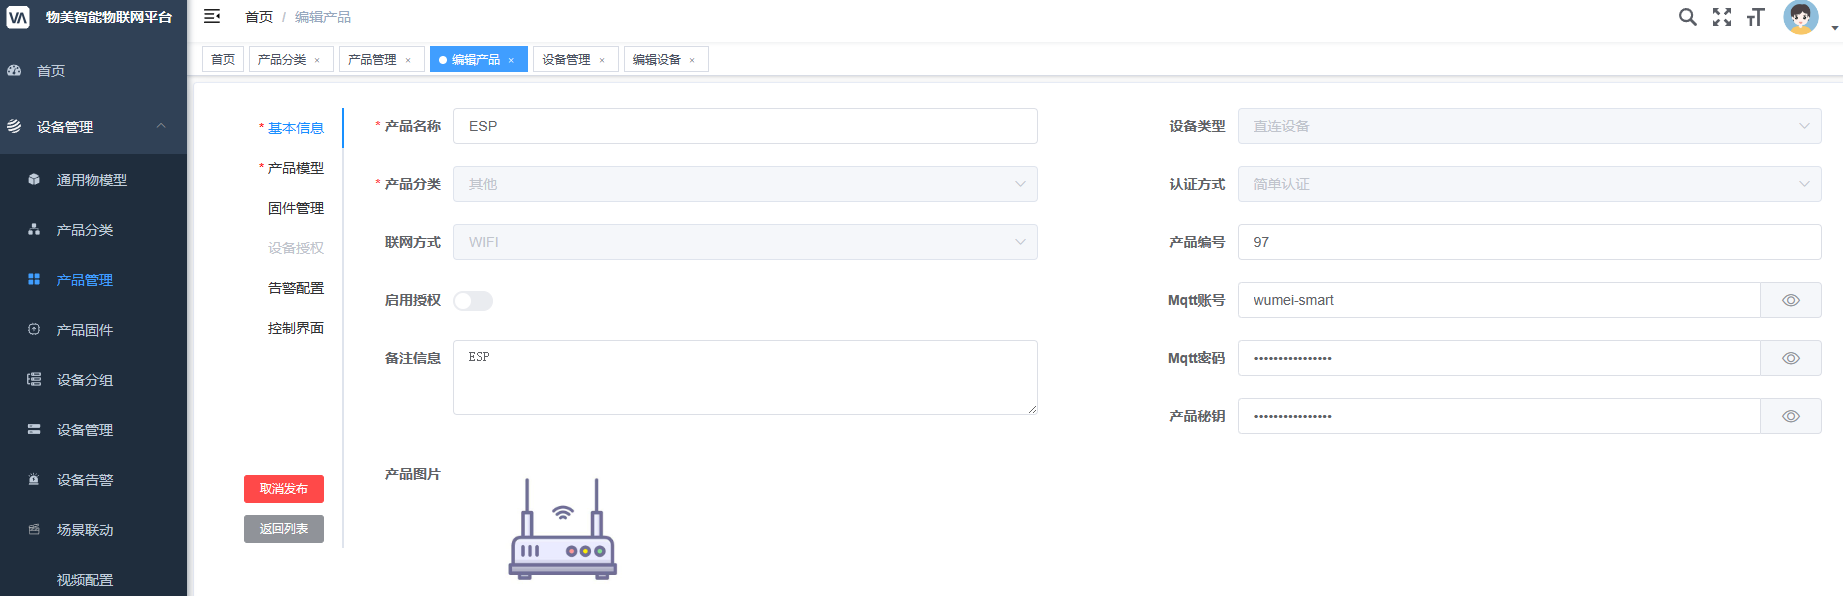 物美智能物联网平台
首页 / 编辑产品
首页
产品分类 ×
产品管理 ×
编辑产品 ×
设备管理 ×
编辑设备 ×
首页
设备管理
通用物模型
产品分类
产品管理
产品固件
设备分组
设备管理
设备告警
场景联动
视频配置
* 基本信息
* 产品模型
固件管理
设备授权
告警配置
控制界面
取消发布
返回列表
* 产品名称 ESP
* 产品分类 其他
联网方式 WIFI
启用授权
备注信息 ESP
产品图片
设备类型 直连设备
认证方式 简单认证
产品编号 97
Mqtt账号 wumei-smart
Mqtt密码 ••••••••••••••••
产品秘钥 ••••••••••••••••